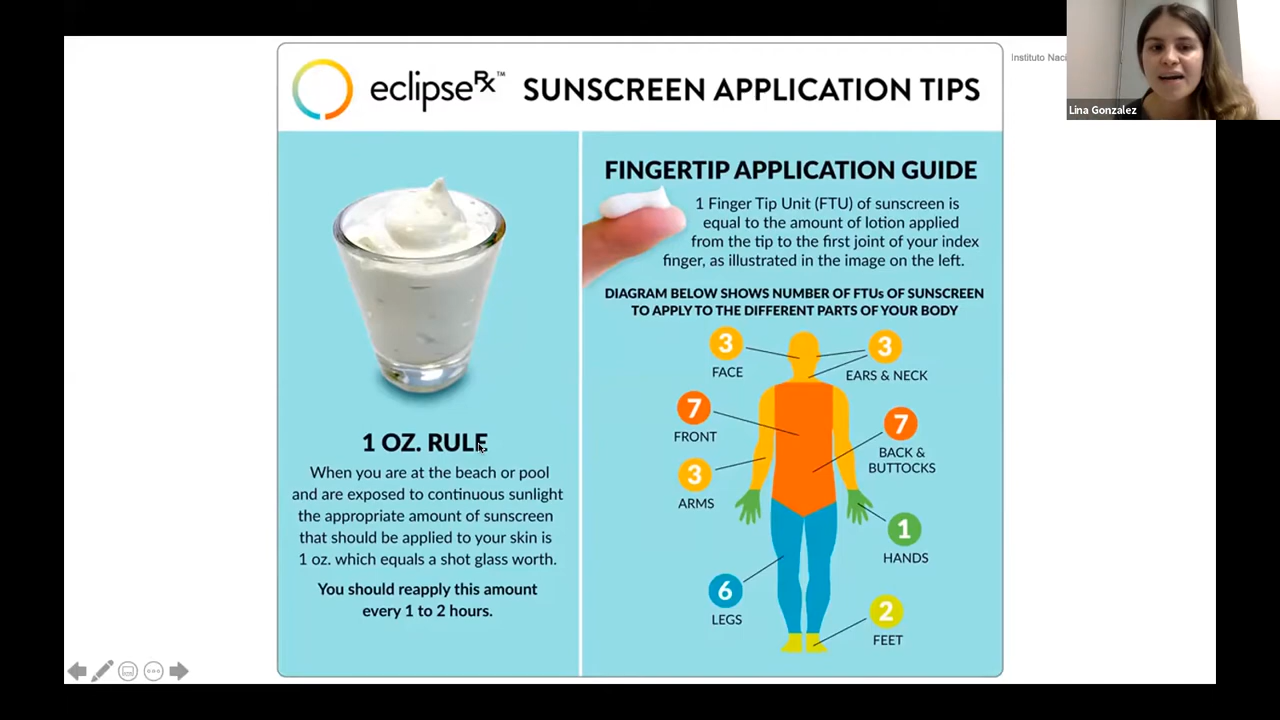 eclipseRx™ SUNSCREEN APPLICATION TIPS
Instituto Naci
Lina Gonzalez
1 OZ. RULE
When you are at the beach or pool
and are exposed to continuous sunlight
the appropriate amount of sunscreen
that should be applied to your skin is
1 oz. which equals a shot glass worth.
You should reapply this amount
every 1 to 2 hours.
FINGERTIP APPLICATION GUIDE
1 Finger Tip Unit (FTU) of sunscreen is
equal to the amount of lotion applied
from the tip to the first joint of your index
finger, as illustrated in the image on the left.
DIAGRAM BELOW SHOWS NUMBER OF FTUs OF SUNSCREEN
TO APPLY TO THE DIFFERENT PARTS OF YOUR BODY
3
FACE
3
EARS & NECK
7
FRONT
7
BACK &
BUTTOCKS
3
ARMS
1
HANDS
6
LEGS
2
FEET